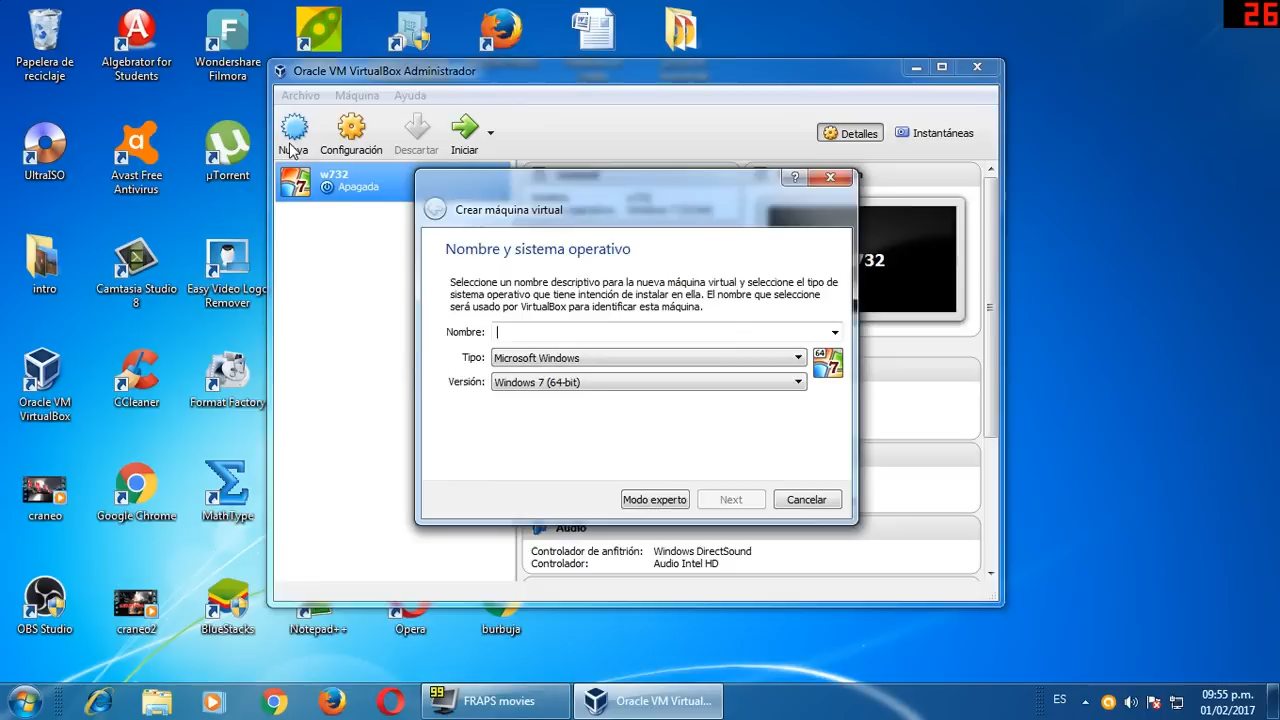 26
Papelera de
reciclaje
Algebrator for
Students
Wondershare
Filmora
UltraISO
Avast Free
Antivirus
µTorrent
intro
Camtasia Studio
8
Easy Video Logo
Remover
Oracle VM
VirtualBox
CCleaner
Format Factory
craneo
Google Chrome
MathType
OBS Studio
craneo2
BlueStacks
Notepad++
Opera
burbuja
Oracle VM VirtualBox Administrador
Archivo Máquina Ayuda
Nueva Configuración Descartar Iniciar
Detalles Instantáneas
w732
Apagada
Crear máquina virtual
Nombre y sistema operativo
Seleccione un nombre descriptivo para la nueva máquina virtual y seleccione el tipo de
sistema operativo que tiene intención de instalar en ella. El nombre que seleccione
será usado por VirtualBox para identificar esta máquina.
Nombre:
Tipo: Microsoft Windows
64
Versión: Windows 7 (64-bit)
Modo experto Next Cancelar
Audio
Controlador de anfitrión: Windows DirectSound
Controlador: Audio Intel HD
99 FRAPS movies
Oracle VM Virtual...
ES
09:55 p.m.
01/02/2017